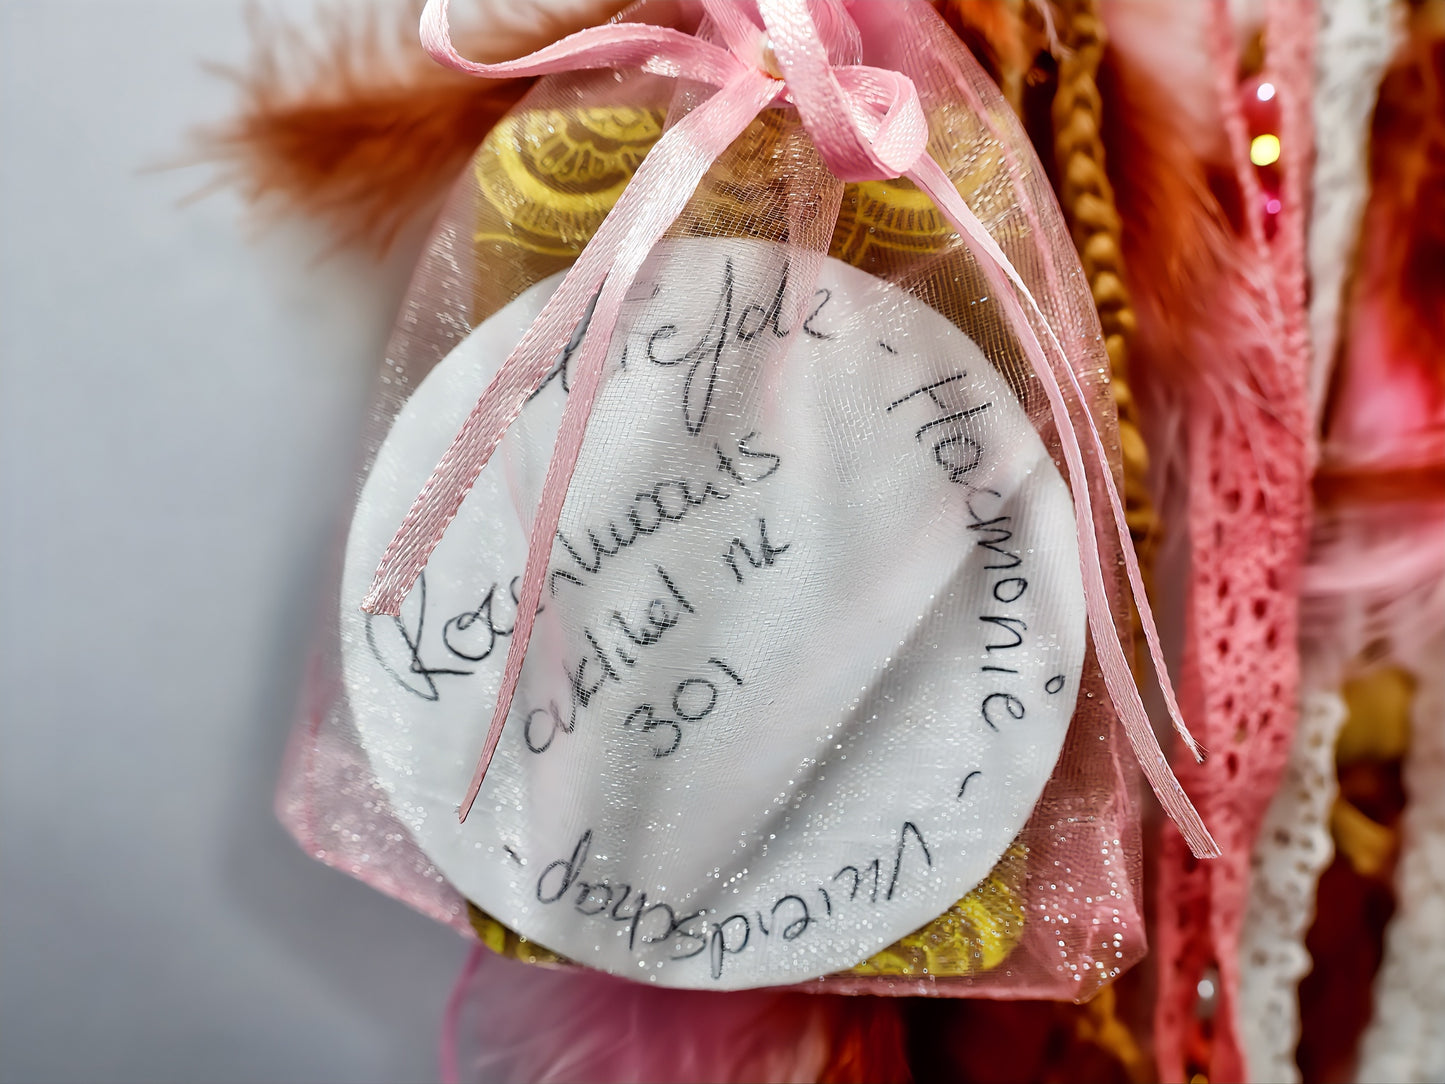 Liefde - Harmonie - Vriendschap -
Rozenkwarts
artikel nr
301